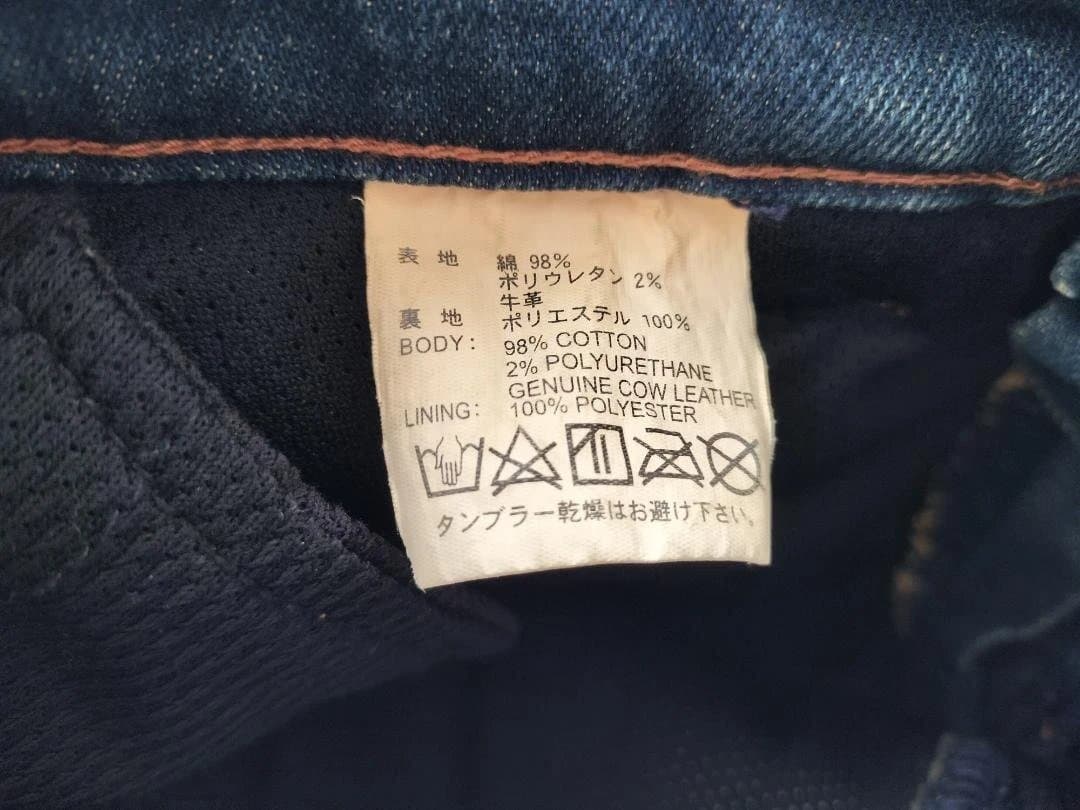 表 地 綿 98%
ポリウレタン 2%
牛革
裏 地 ポリエステル 100%
BODY: 98% COTTON
2% POLYURETHANE
GENUINE COW LEATHER
LINING: 100% POLYESTER
タンブラー乾燥はお避け下さい。